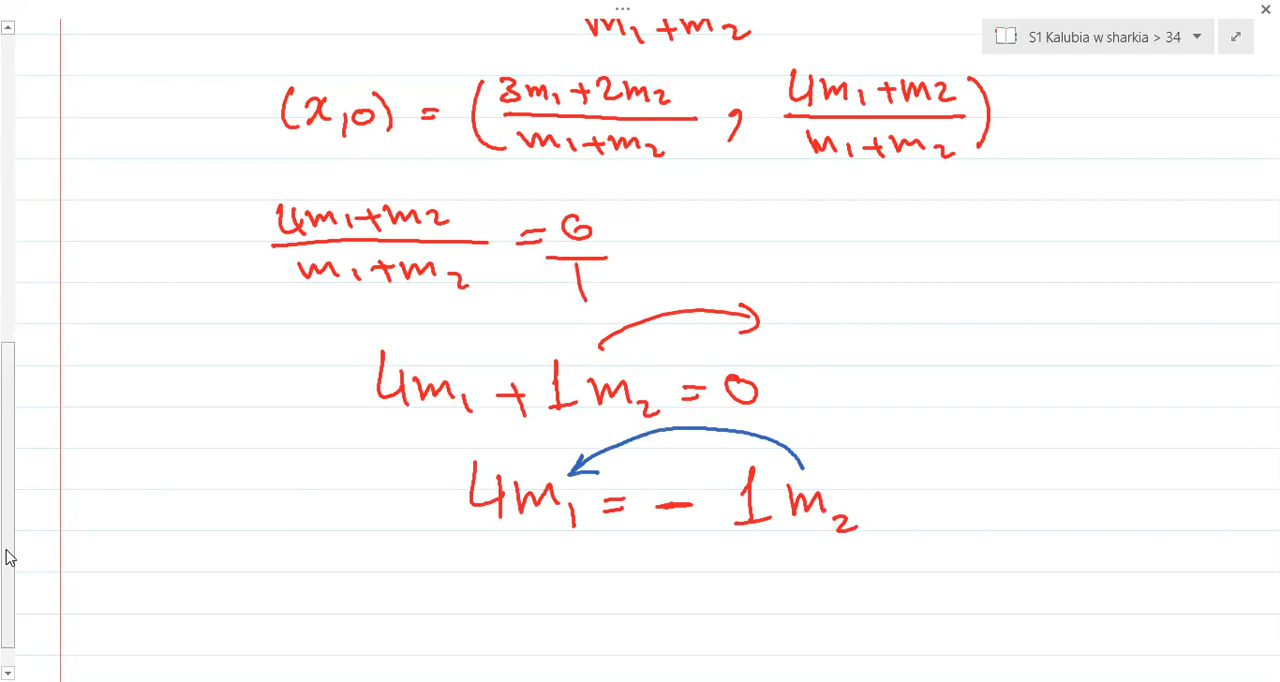 S1 Kalubia w sharkia > 34
m₁ + m₂
(x, 0) = ( (3m₁ + 2m₂) / (m₁ + m₂) , (4m₁ + m2) / (m₁ + m₂) )
(4m₁ + m2) / (m₁ + m₂) = 0 / 1
4m₁ + 1m₂ = 0
4m₁ = - 1m₂